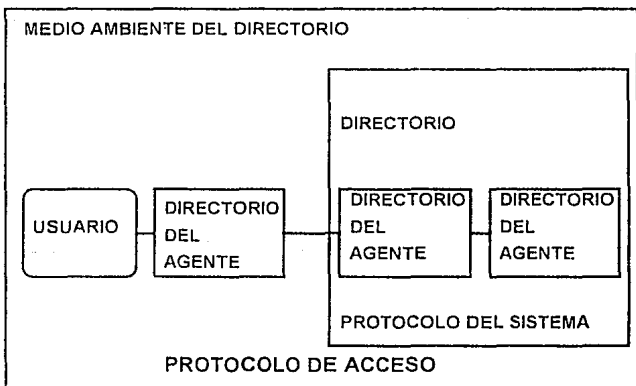 MEDIO AMBIENTE DEL DIRECTORIO
DIRECTORIO
USUARIO
DIRECTORIO
DEL
AGENTE
DIRECTORIO
DEL
AGENTE
DIRECTORIO
DEL
AGENTE
PROTOCOLO DEL SISTEMA
PROTOCOLO DE ACCESO